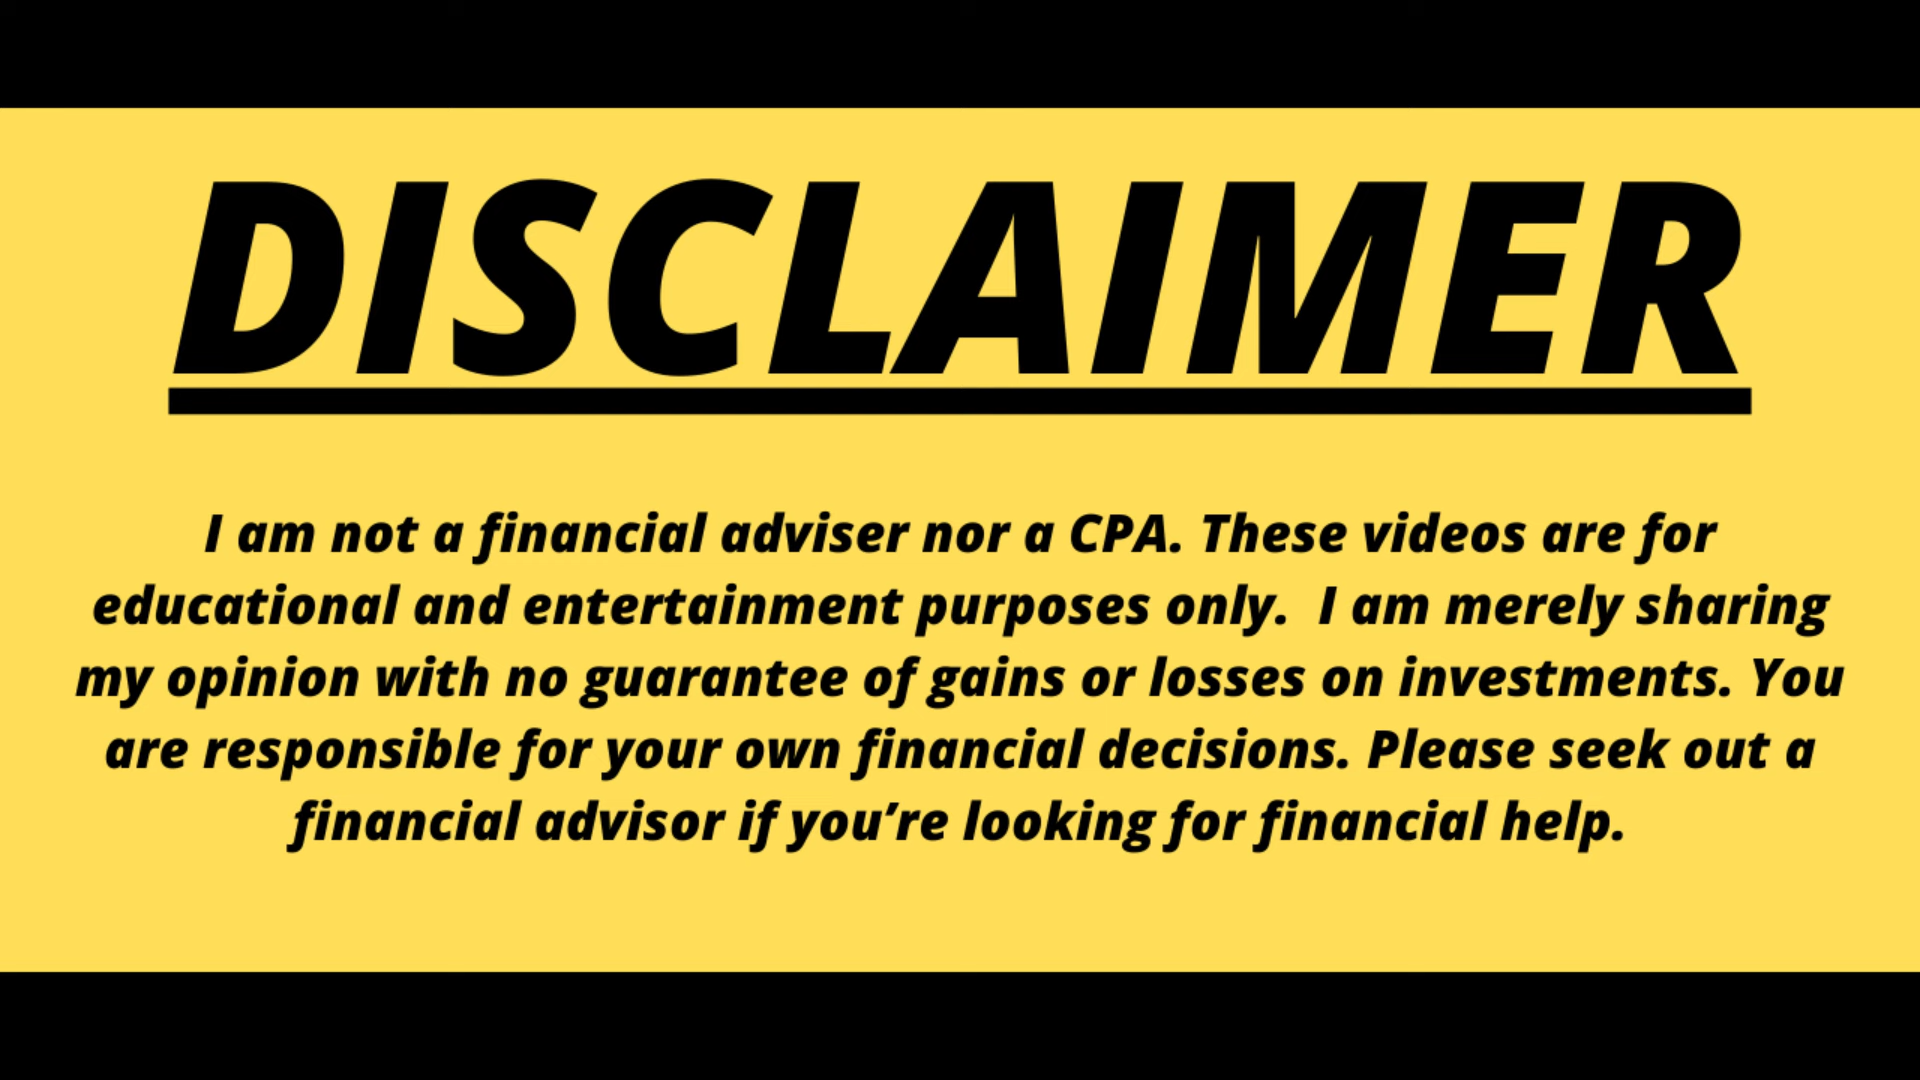 DISCLAIMER
I am not a financial adviser nor a CPA. These videos are for
educational and entertainment purposes only.  I am merely sharing
my opinion with no guarantee of gains or losses on investments. You
are responsible for your own financial decisions. Please seek out a
financial advisor if you’re looking for financial help.